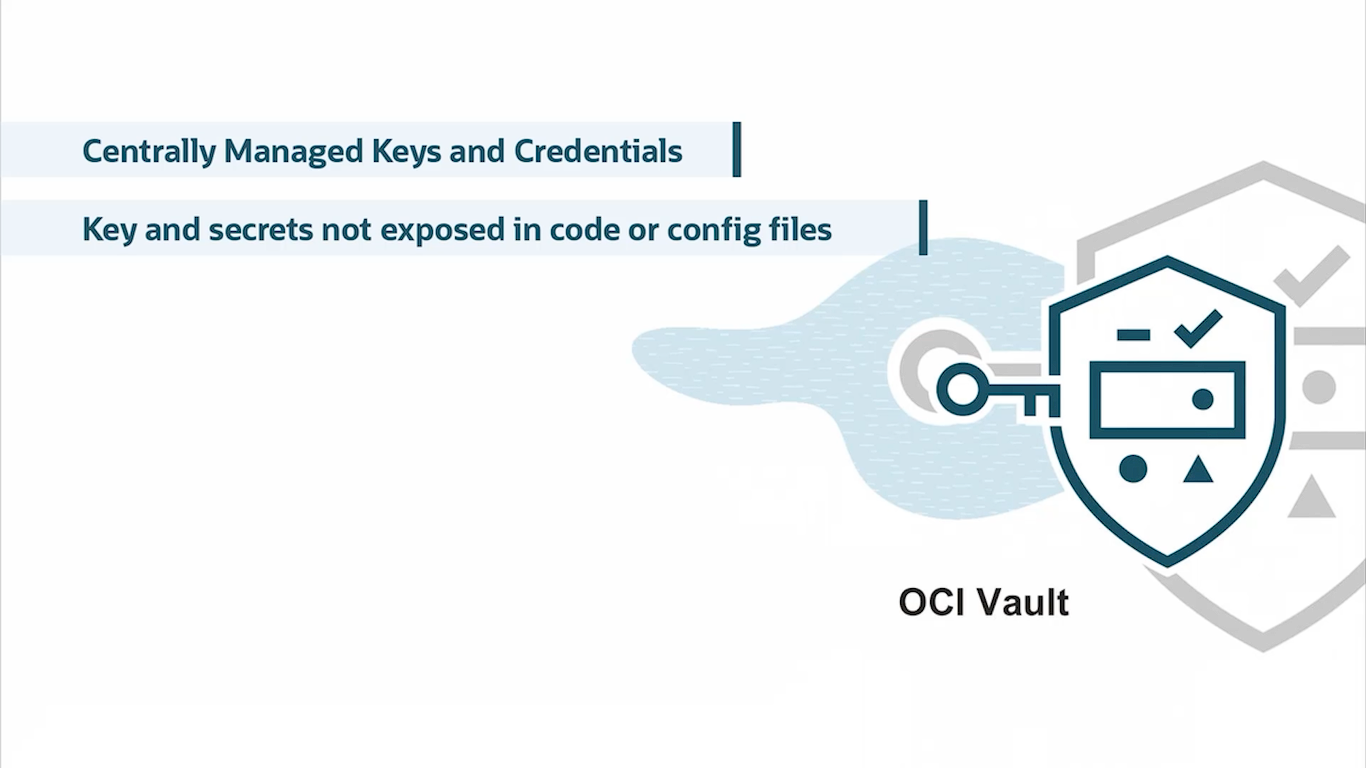 Centrally Managed Keys and Credentials
Key and secrets not exposed in code or config files
OCI Vault